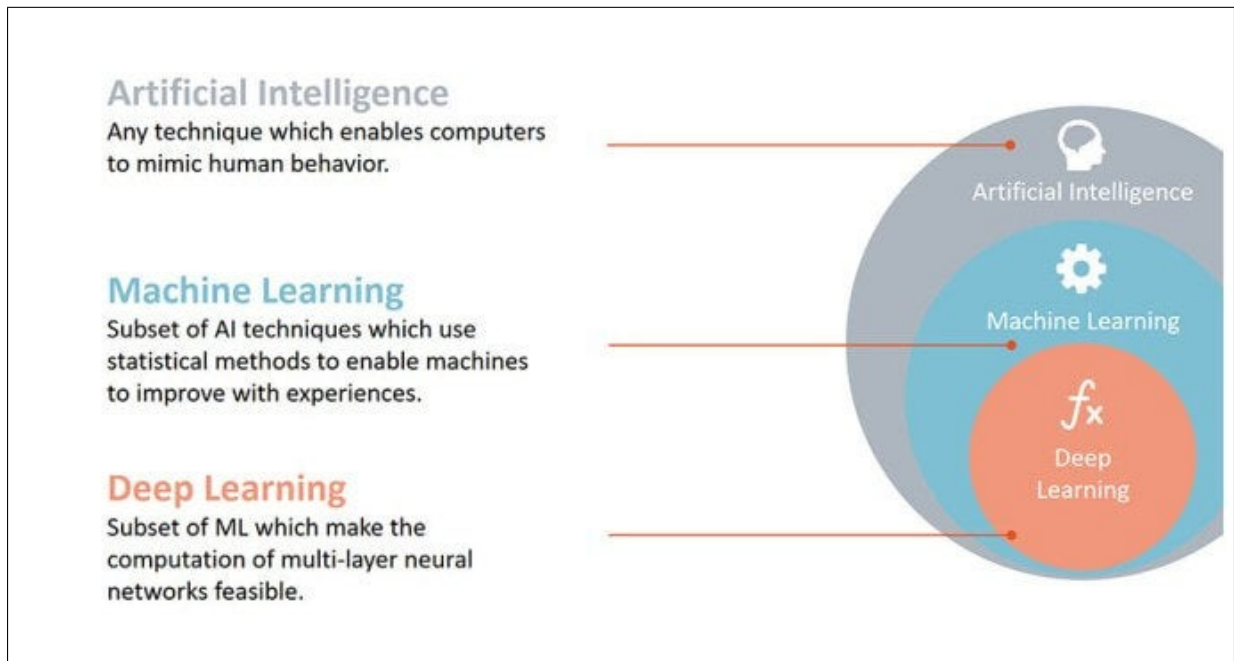 Artificial Intelligence
Any technique which enables computers
to mimic human behavior.
Machine Learning
Subset of AI techniques which use
statistical methods to enable machines
to improve with experiences.
Deep Learning
Subset of ML which make the
computation of multi-layer neural
networks feasible.
Artificial Intelligence
Machine Learning
fx
Deep
Learning